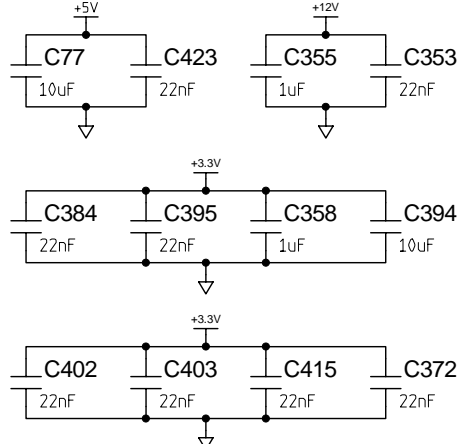 +5V +12V
C77 C423 C355 C353
10uF 22nF 1uF 22nF
+3.3V
C384 C395 C358 C394
22nF 22nF 1uF 10uF
+3.3V
C402 C403 C415 C372
22nF 22nF 22nF 22nF